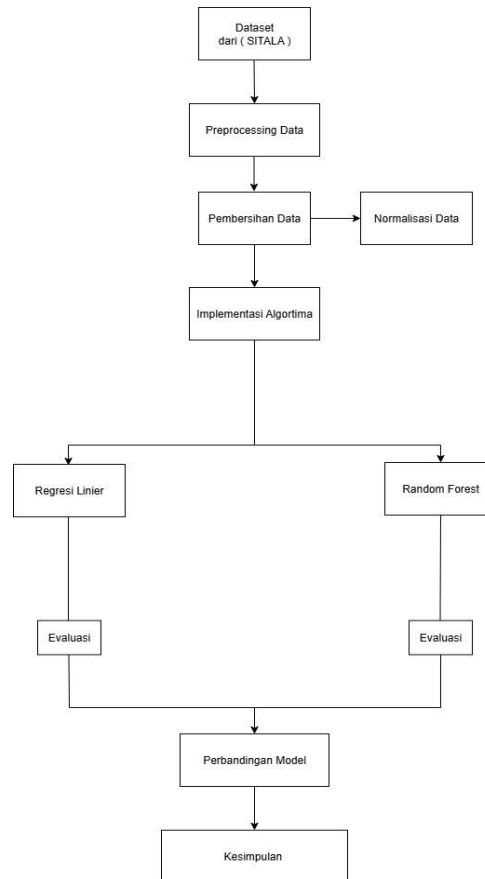 Dataset
dari ( SITALA )
Preprocessing Data
Pembersihan Data
Normalisasi Data
Implementasi Algortima
Regresi Linier
Random Forest
Evaluasi
Evaluasi
Perbandingan Model
Kesimpulan